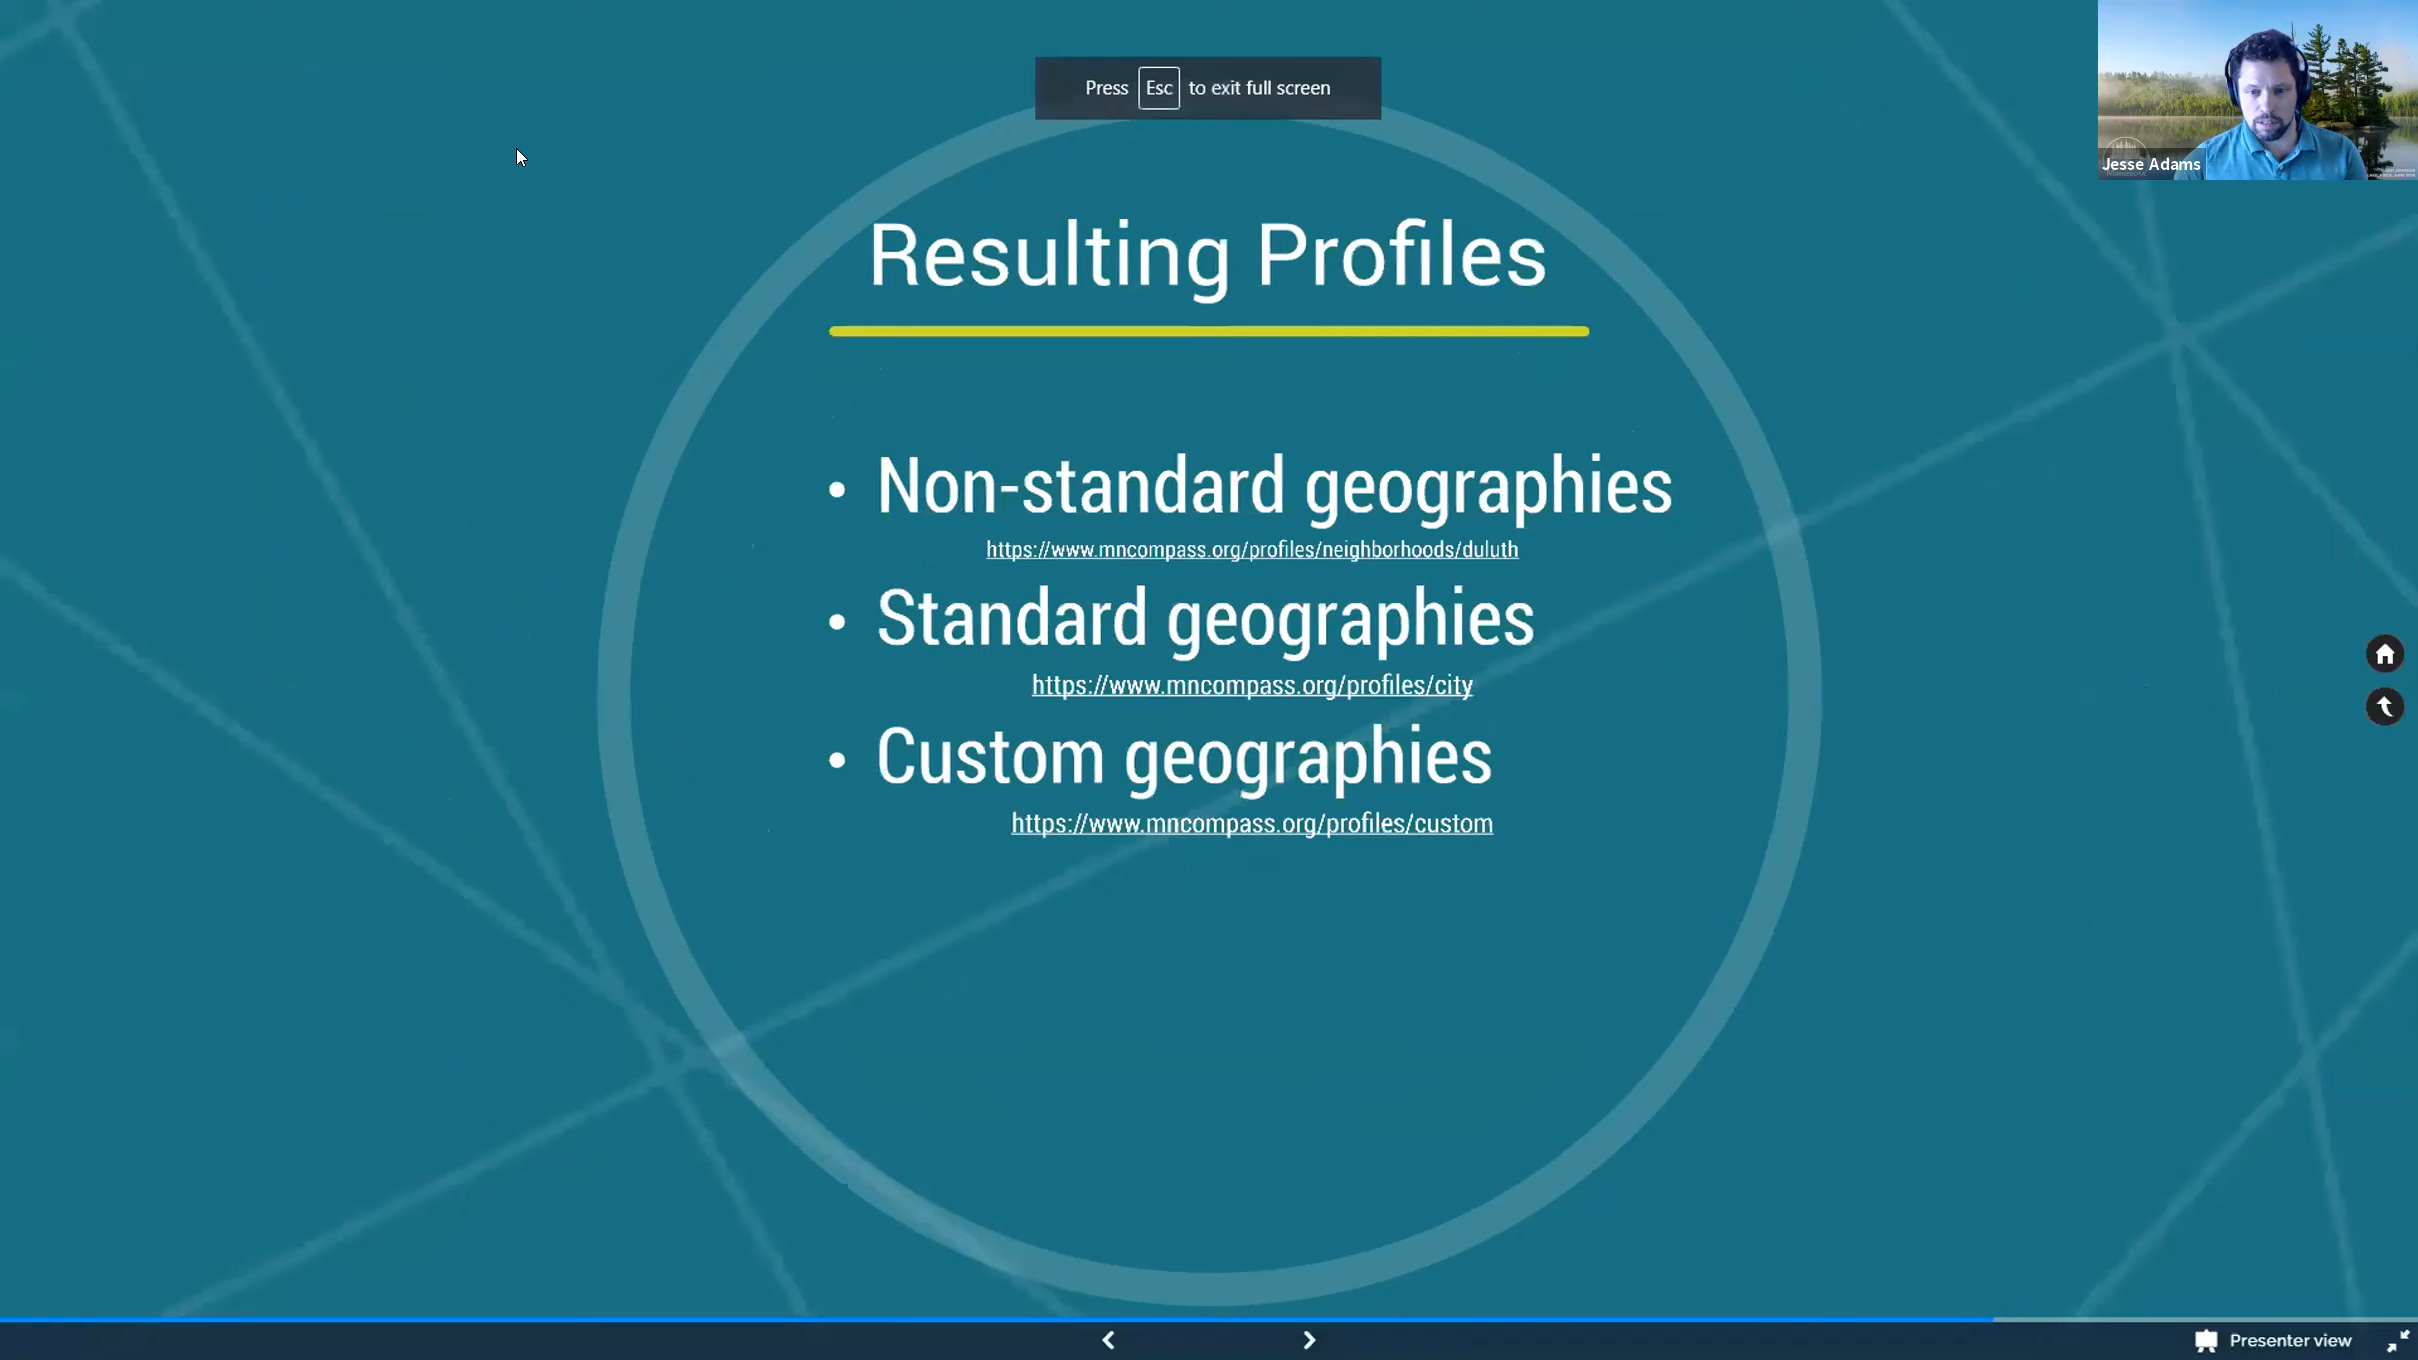 Press Esc to exit full screen
Jesse Adams
Resulting Profiles
• Non-standard geographies
https://www.mncompass.org/profiles/neighborhoods/duluth
• Standard geographies
https://www.mncompass.org/profiles/city
• Custom geographies
https://www.mncompass.org/profiles/custom
Presenter view